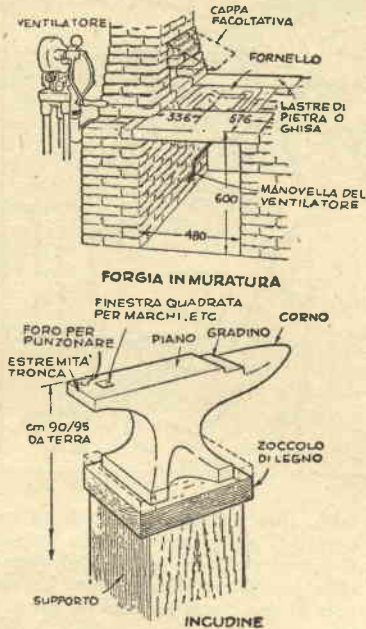 VENTILATORE
CAPPA
FACOLTATIVA
FORNELLO
3367
576
LASTRE DI
PIETRA O
GHISA
MANOVELLA DEL
VENTILATORE
600
480
FORGIA IN MURATURA
FINESTRA QUADRATA
PER MARCHI, ETC
CORNO
FORO PER
PUNZONARE
PIANO
GRADINO
ESTREMITA'
TRONCA
cm 90/95
DA TERRA
ZOCCOLO
DI LEGNO
SUPPORTO
INCUDINE